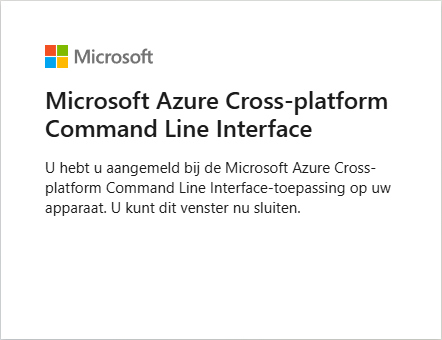 Microsoft
Microsoft Azure Cross-platform
Command Line Interface
U hebt u aangemeld bij de Microsoft Azure Cross-
platform Command Line Interface-toepassing op uw
apparaat. U kunt dit venster nu sluiten.